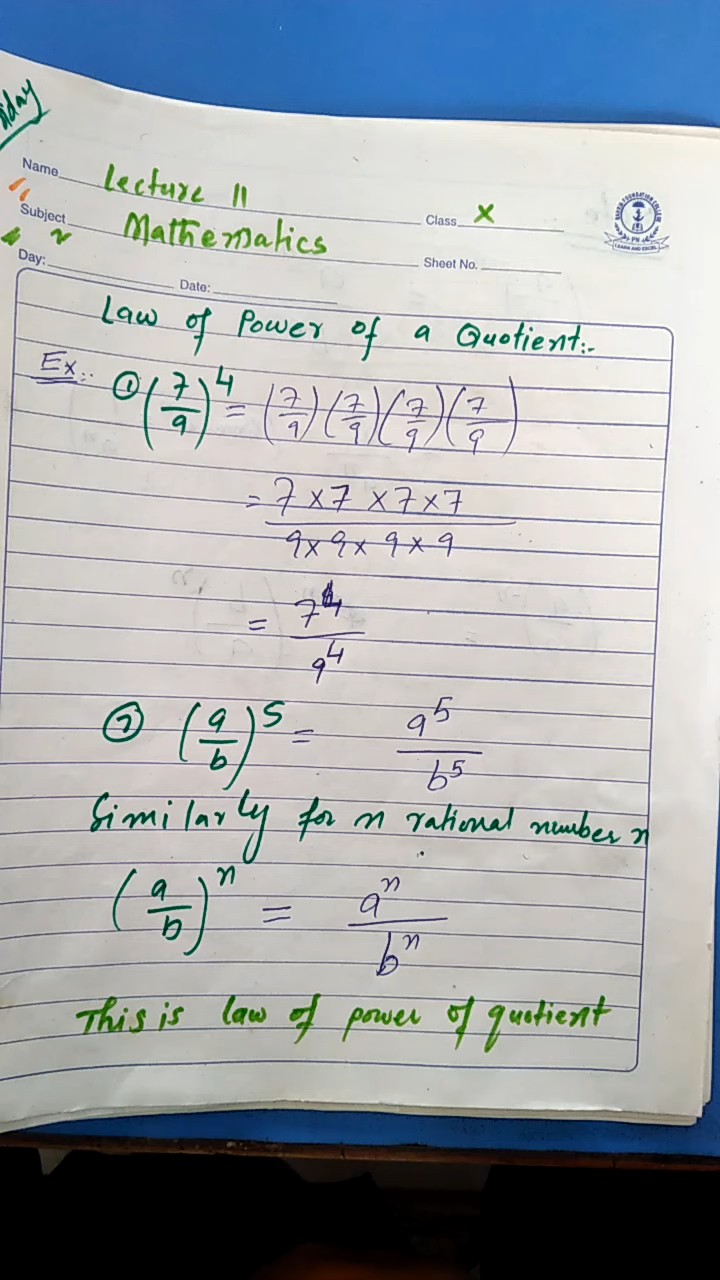 Name Lecture 11
Class X
Subject Mathematics
Sheet No.
Day: Date:
Law of Power of a Quotient:-
Ex:- ① (7/9)^4 = (7/9)(7/9)(7/9)(7/9)
= 7×7×7×7 / 9×9×9×9
= 7^4 / 9^4
② (a/b)^5 = a^5 / b^5
Similarly for n rational number n
(a/b)^n = a^n / b^n
This is law of power of quotient